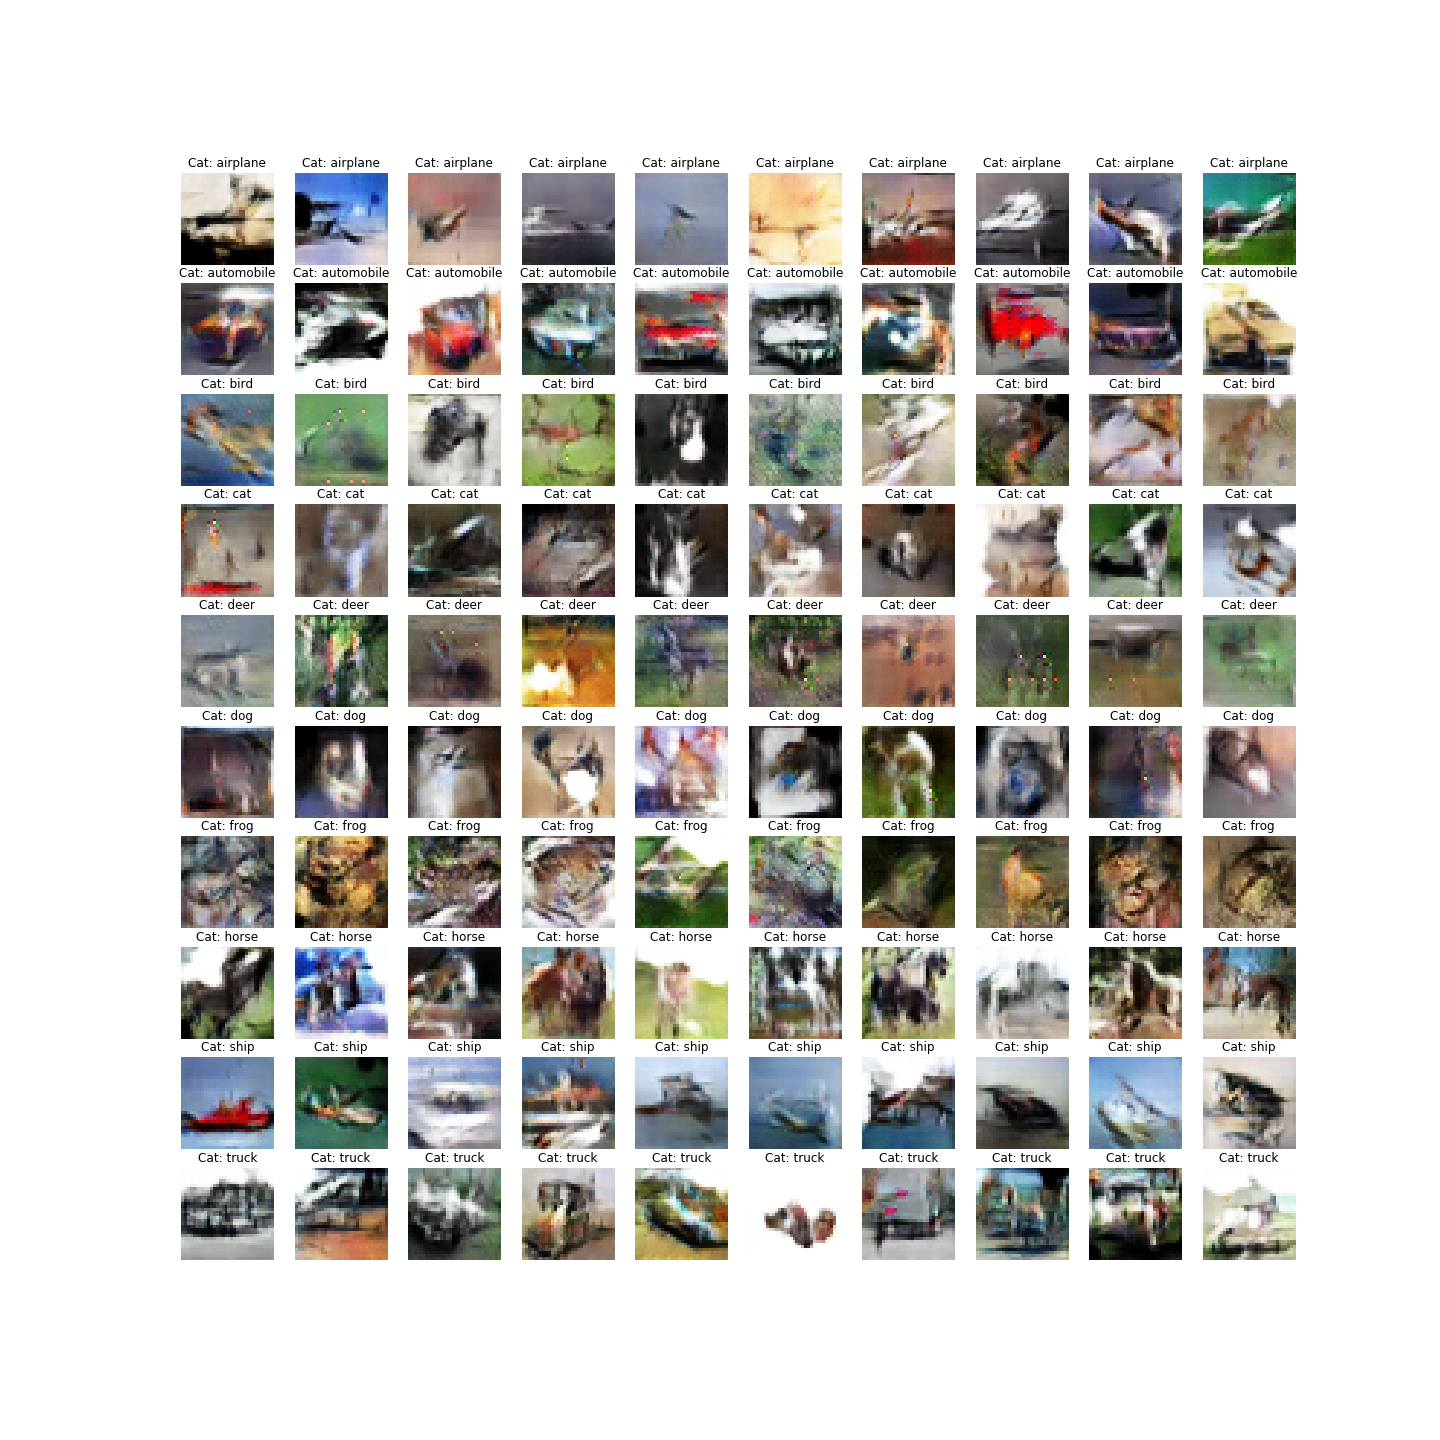 Cat: airplane Cat: airplane Cat: airplane Cat: airplane Cat: airplane Cat: airplane Cat: airplane Cat: airplane Cat: airplane Cat: airplane
Cat: automobile Cat: automobile Cat: automobile Cat: automobile Cat: automobile Cat: automobile Cat: automobile Cat: automobile Cat: automobile Cat: automobile
Cat: bird Cat: bird Cat: bird Cat: bird Cat: bird Cat: bird Cat: bird Cat: bird Cat: bird Cat: bird
Cat: cat Cat: cat Cat: cat Cat: cat Cat: cat Cat: cat Cat: cat Cat: cat Cat: cat Cat: cat
Cat: deer Cat: deer Cat: deer Cat: deer Cat: deer Cat: deer Cat: deer Cat: deer Cat: deer Cat: deer
Cat: dog Cat: dog Cat: dog Cat: dog Cat: dog Cat: dog Cat: dog Cat: dog Cat: dog Cat: dog
Cat: frog Cat: frog Cat: frog Cat: frog Cat: frog Cat: frog Cat: frog Cat: frog Cat: frog Cat: frog
Cat: horse Cat: horse Cat: horse Cat: horse Cat: horse Cat: horse Cat: horse Cat: horse Cat: horse Cat: horse
Cat: ship Cat: ship Cat: ship Cat: ship Cat: ship Cat: ship Cat: ship Cat: ship Cat: ship Cat: ship
Cat: truck Cat: truck Cat: truck Cat: truck Cat: truck Cat: truck Cat: truck Cat: truck Cat: truck Cat: truck